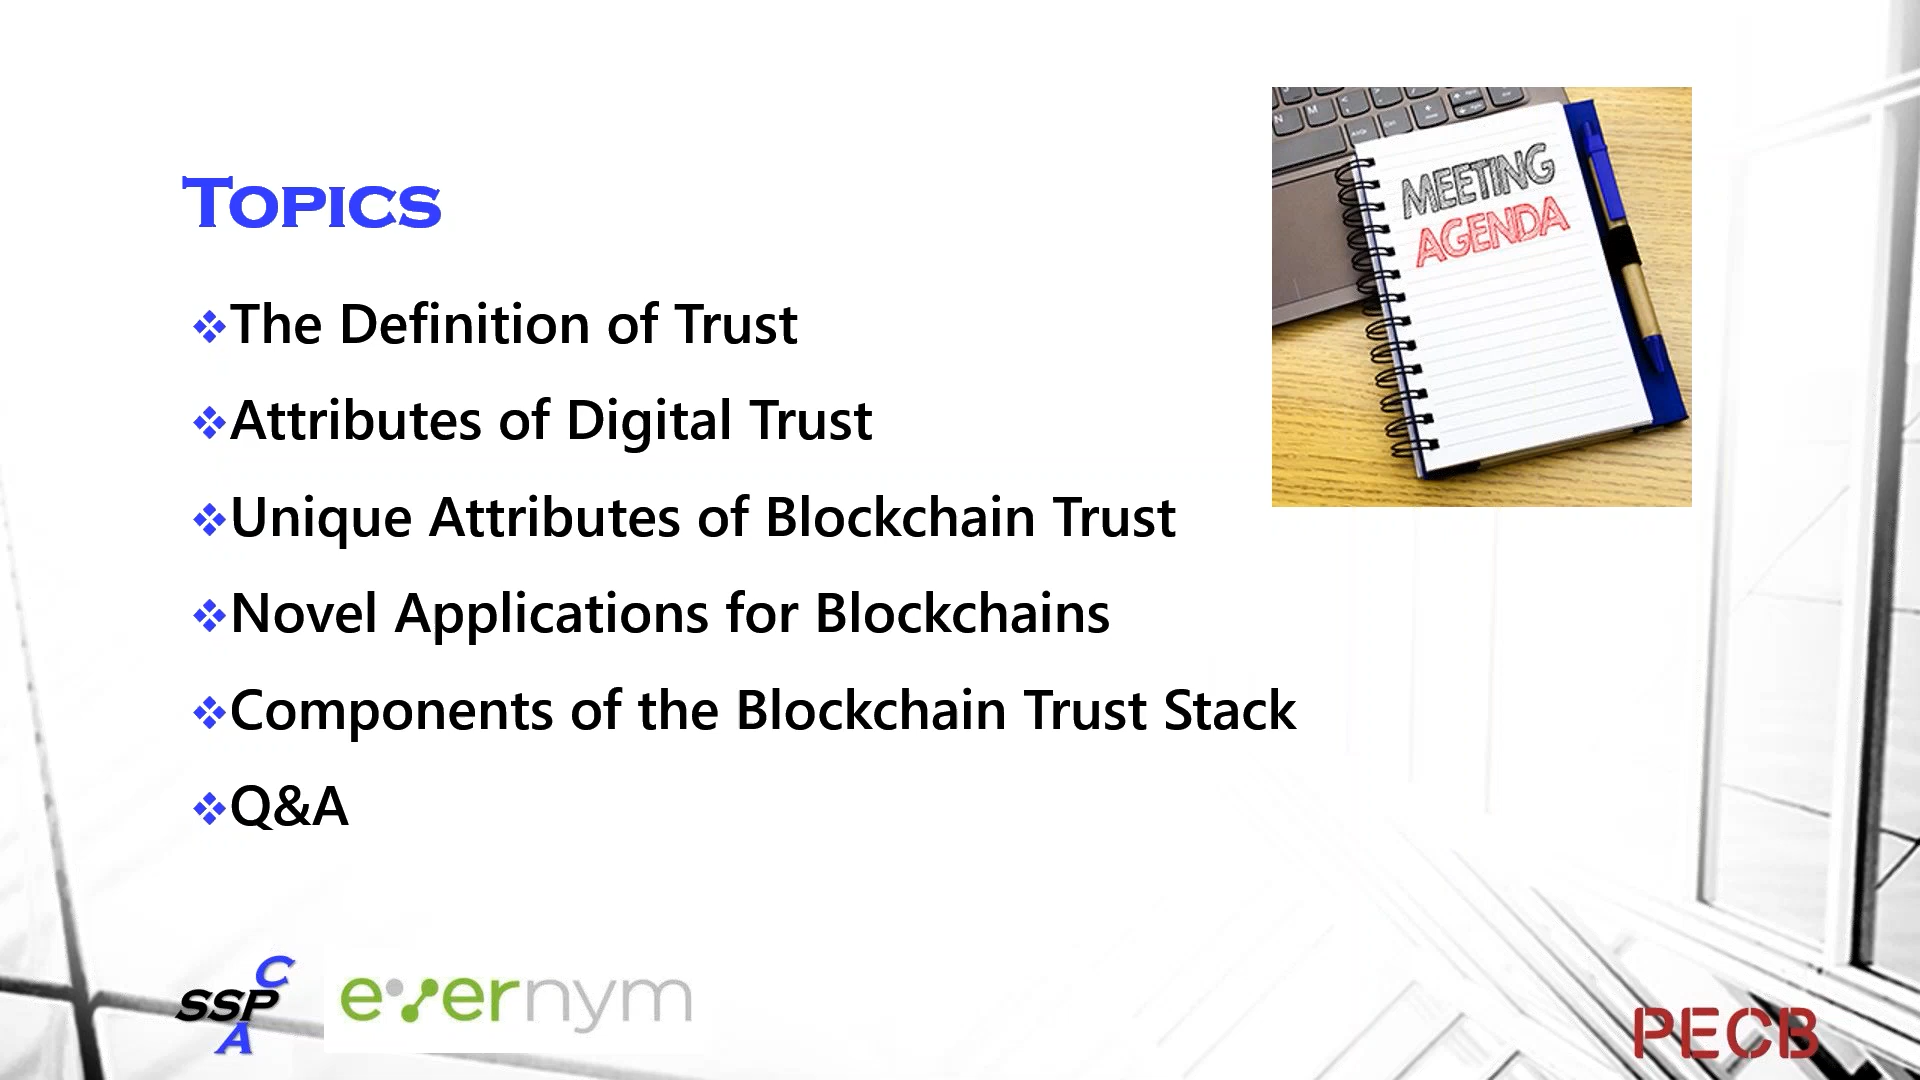 Topics
The Definition of Trust
Attributes of Digital Trust
Unique Attributes of Blockchain Trust
Novel Applications for Blockchains
Components of the Blockchain Trust Stack
Q&A
MEETING
AGENDA
C
SSP
A
evernym
PECB